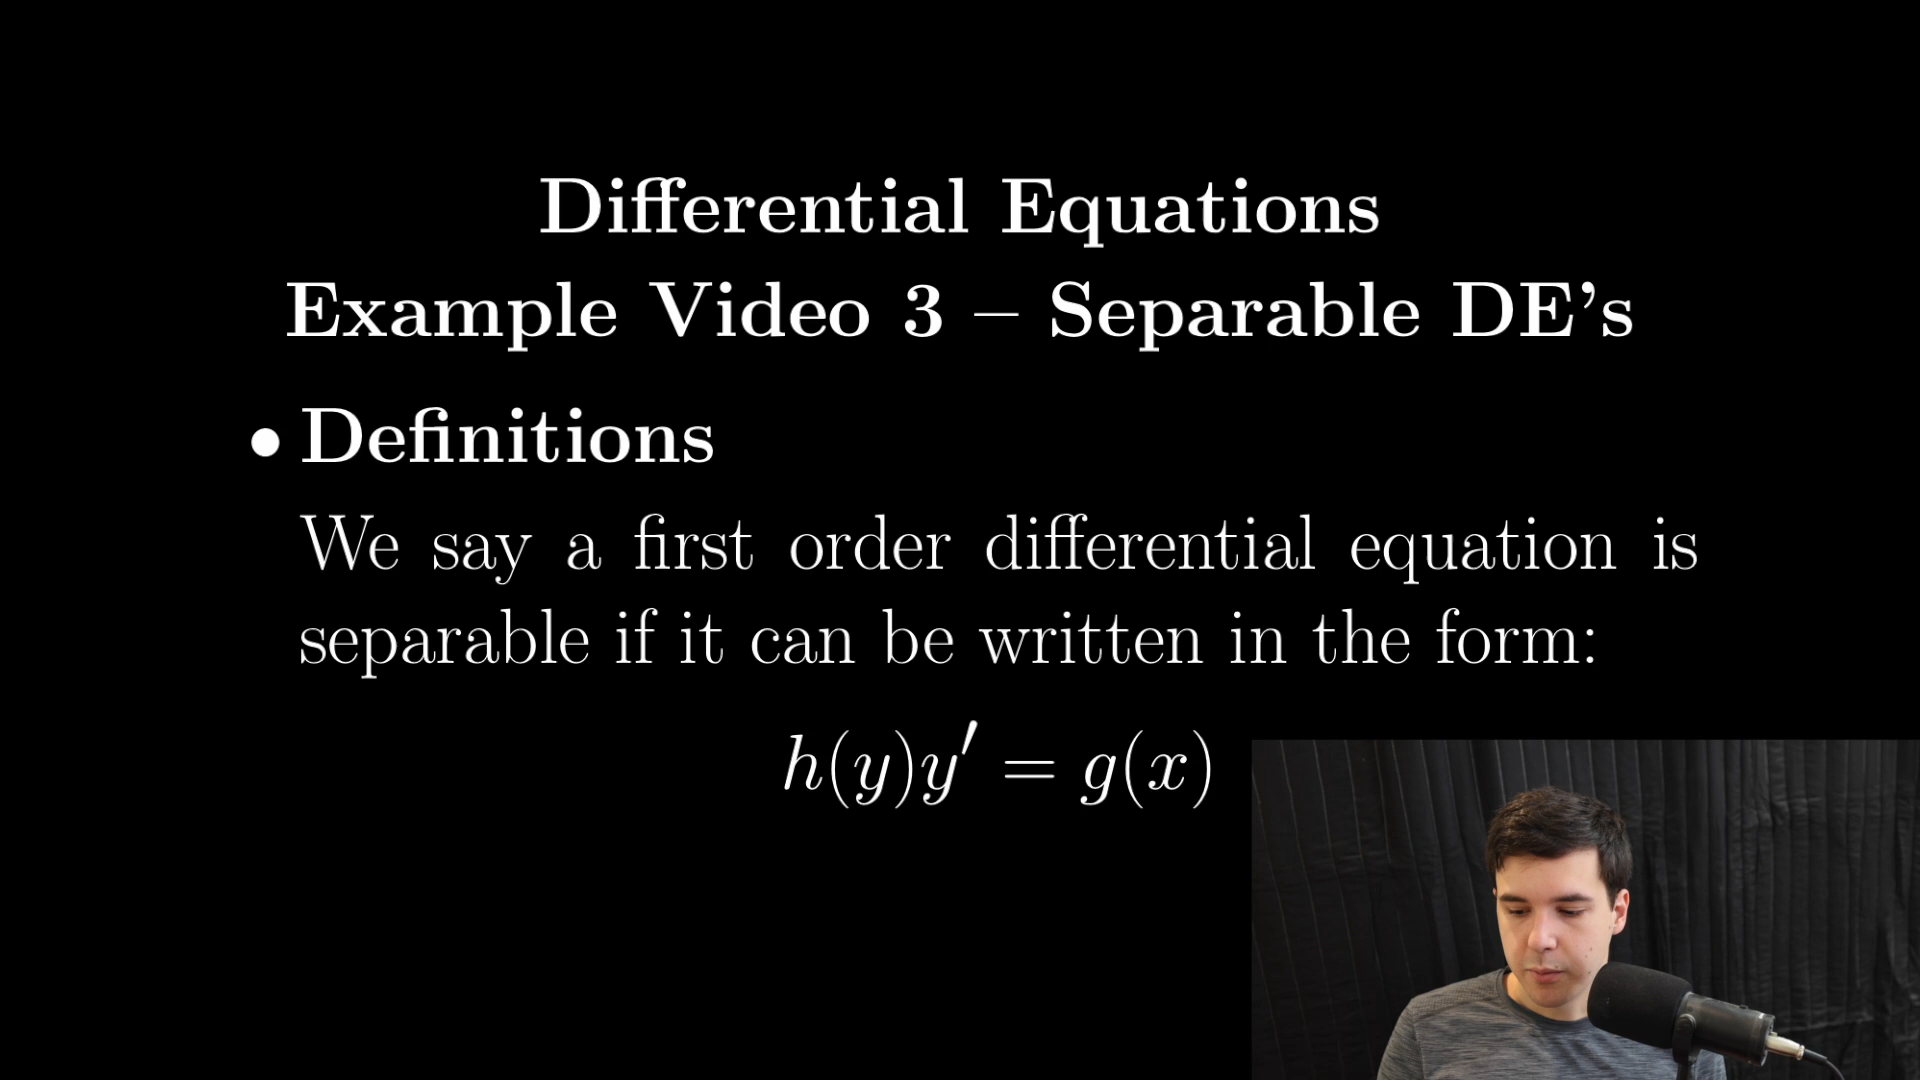 Differential Equations
Example Video 3 – Separable DE's
• Definitions
We say a first order differential equation is
separable if it can be written in the form:
h(y)y′ = g(x)